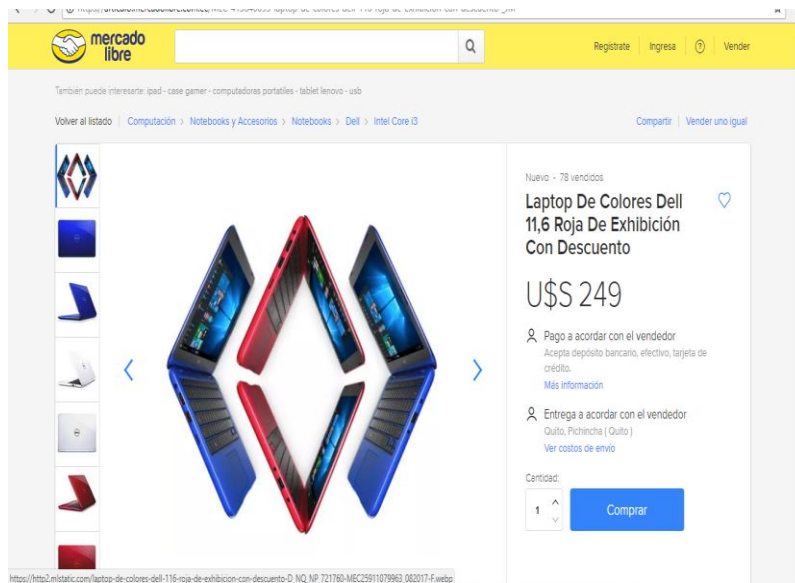 mercado
libre
Regístrate Ingresa ? Vender
También puede interesarte: ipad - case gamer - computadoras portatiles - tablet lenovo - usb
Volver al listado | Computación > Notebooks y Accesorios > Notebooks > Dell > Intel Core i3
Compartir | Vender uno igual
Nuevo - 78 vendidos
Laptop De Colores Dell
11,6 Roja De Exhibición
Con Descuento
U$S 249
Pago a acordar con el vendedor
Acepta depósito bancario, efectivo, tarjeta de
crédito.
Más información
Entrega a acordar con el vendedor
Quito, Pichincha ( Quito )
Ver costos de envío
Cantidad:
1
Comprar
https://http2.mlstatic.com/laptop-de-colores-dell-116-roja-de-exhibicion-con-descuento-D_NQ_NP_721760-MEC25911079963_082017-F.webp